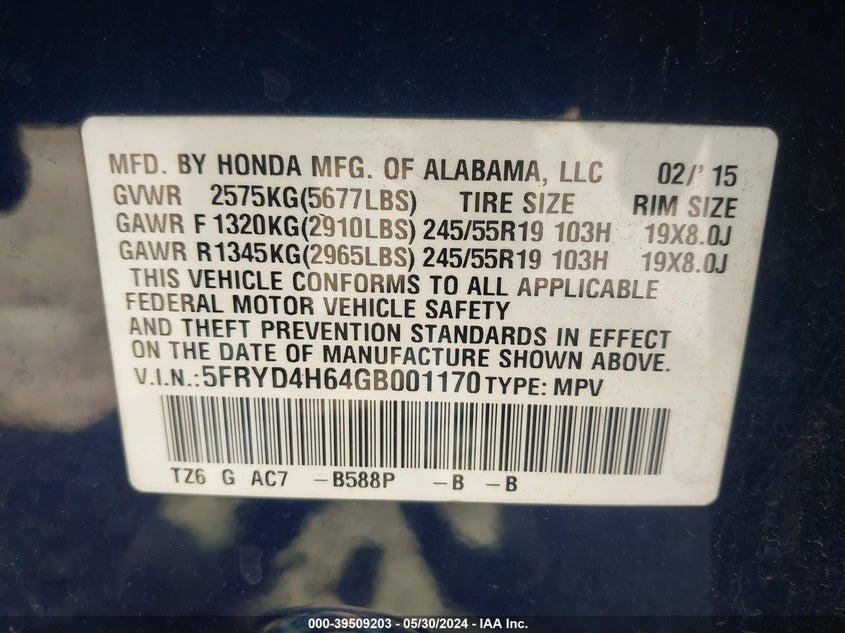 MFD. BY HONDA MFG. OF ALABAMA, LLC 02/' 15
GVWR 2575KG(5677LBS) TIRE SIZE RIM SIZE
GAWR F 1320KG(2910LBS) 245/55R19 103H 19X8.0J
GAWR R1345KG(2965LBS) 245/55R19 103H 19X8.0J
THIS VEHICLE CONFORMS TO ALL APPLICABLE
FEDERAL MOTOR VEHICLE SAFETY
AND THEFT PREVENTION STANDARDS IN EFFECT
ON THE DATE OF MANUFACTURE SHOWN ABOVE.
V.I.N.:5FRYD4H64GB001170 TYPE: MPV
TZ6 G AC7 -B588P -B -B
000-39509203 - 05/30/2024 - IAA Inc.